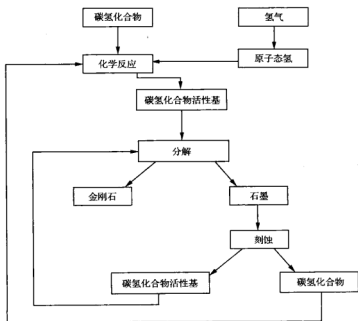 碳氢化合物
氢气
化学反应
原子态氢
碳氢化合物活性基
分解
金刚石
石墨
刻蚀
碳氢化合物活性基
碳氢化合物